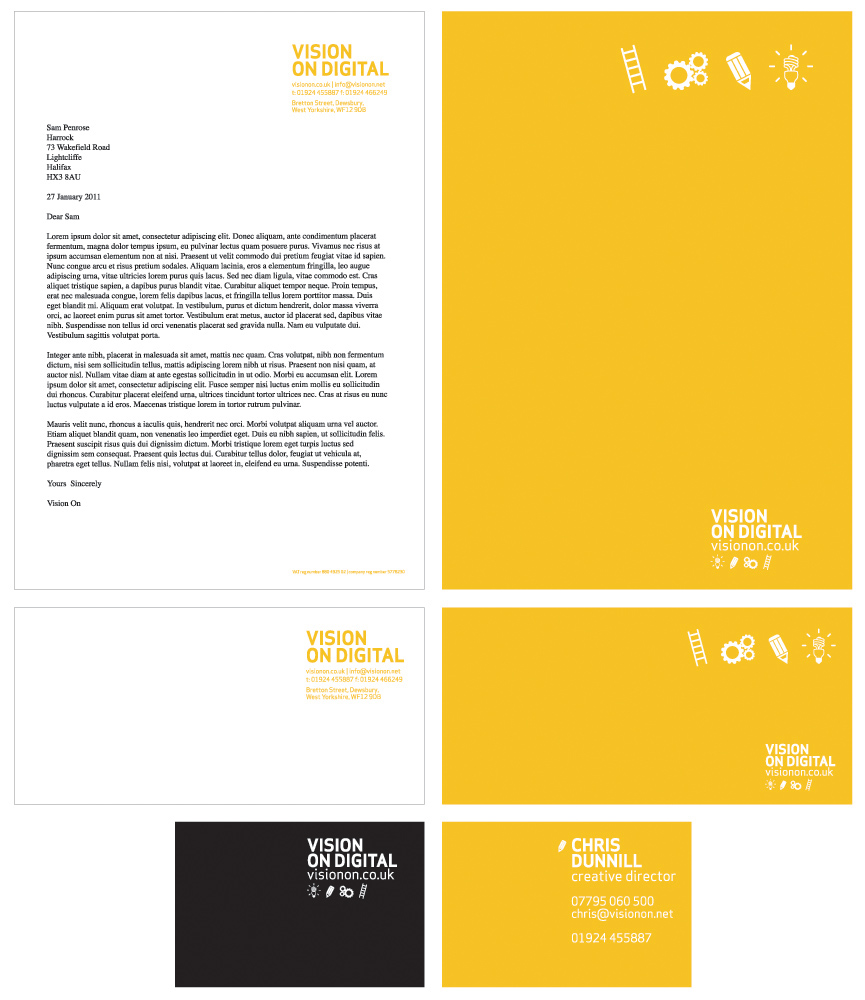 VISION
ON DIGITAL
visionon.co.uk | info@visionon.net
t: 01924 455887 f: 01924 466249
Bretton Street, Dewsbury,
West Yorkshire, WF12 9DB
Sam Penrose
Harrock
73 Wakefield Road
Lightcliffe
Halifax
HX3 8AU
27 January 2011
Dear Sam
Lorem ipsum dolor sit amet, consectetur adipiscing elit. Donec aliquam, ante condimentum placerat
fermentum, magna dolor tempus ipsum, eu pulvinar lectus quam posuere purus. Vivamus nec risus at
ipsum accumsan elementum non at nisi. Praesent ut velit commodo dui pretium feugiat vitae id sapien.
Nunc congue arcu et risus pretium sodales. Aliquam lacinia, eros a elementum fringilla, leo augue
adipiscing urna, vitae ultricies lorem purus quis lacus. Sed nec diam ligula, vitae commodo est. Cras
aliquet tristique sapien, a dapibus purus blandit vitae. Curabitur aliquet tempor neque. Proin tempus,
erat nec malesuada congue, lorem felis dapibus lacus, et fringilla tellus lorem porttitor massa. Duis
eget blandit mi. Aliquam erat volutpat. In vestibulum, purus et dictum hendrerit, dolor massa viverra
orci, ac laoreet enim purus sit amet tortor. Vestibulum erat metus, auctor id placerat sed, dapibus vitae
nibh. Suspendisse non tellus id orci venenatis placerat sed gravida nulla. Nam eu vulputate dui.
Vestibulum sagittis volutpat porta.
Integer ante nibh, placerat in malesuada sit amet, mattis nec quam. Cras volutpat, nibh non fermentum
dictum, nisi sem sollicitudin tellus, mattis adipiscing lorem nibh ut risus. Praesent non nisi quam, at
auctor nisl. Nullam vitae diam at ante egestas sollicitudin in ut odio. Morbi eu accumsan elit. Lorem
ipsum dolor sit amet, consectetur adipiscing elit. Fusce semper nisi luctus enim mollis eu sollicitudin
dui rhoncus. Curabitur placerat eleifend urna, ultrices tincidunt tortor ultrices nec. Cras at risus eu nunc
luctus vulputate a id eros. Maecenas tristique lorem in tortor rutrum pulvinar.
Mauris velit nunc, rhoncus a iaculis quis, hendrerit nec orci. Morbi volutpat aliquam urna vel auctor.
Etiam aliquet blandit quam, non venenatis leo imperdiet eget. Duis eu nibh sapien, ut sollicitudin felis.
Praesent suscipit risus quis dui dignissim dictum. Morbi tristique lorem eget turpis luctus sed
dignissim sem consequat. Praesent quis lectus dui. Curabitur tellus dolor, feugiat ut vehicula at,
pharetra eget tellus. Nullam felis nisi, volutpat at laoreet in, eleifend eu urna. Suspendisse potenti.
Yours Sincerely
Vision On
VISION
ON DIGITAL
visionon.co.uk
VISION
ON DIGITAL
visionon.co.uk | info@visionon.net
t: 01924 455887 f: 01924 466249
Bretton Street, Dewsbury,
West Yorkshire, WF12 9DB
VISION
ON DIGITAL
visionon.co.uk
VISION
ON DIGITAL
visionon.co.uk
CHRIS
DUNNILL
creative director
07795 060 500
chris@visionon.net
01924 455887